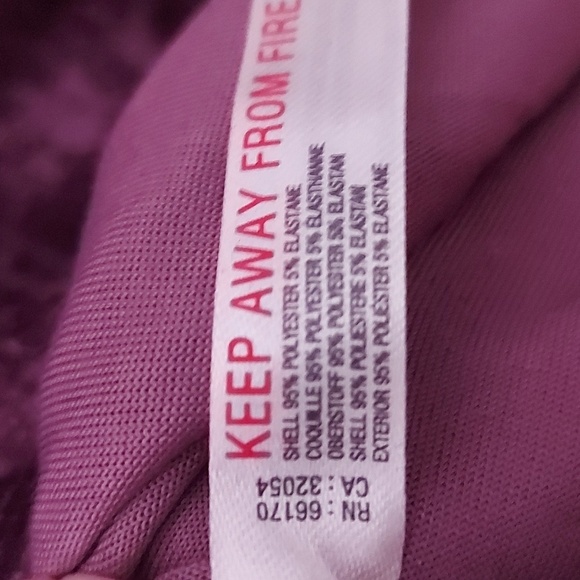 KEEP AWAY FROM FIRE
SHELL 95% POLYESTER 5% ELASTANE
COQUILLE 95% POLYESTER 5% ELASTHANNE
OBERSTOFF 95% POLYESTER 5% ELASTAN
SHELL 95% POLIESTERE 5% ELASTAN
EXTERIOR 95% POLIESTER 5% ELASTANE
RN : 66170
CA : 32054